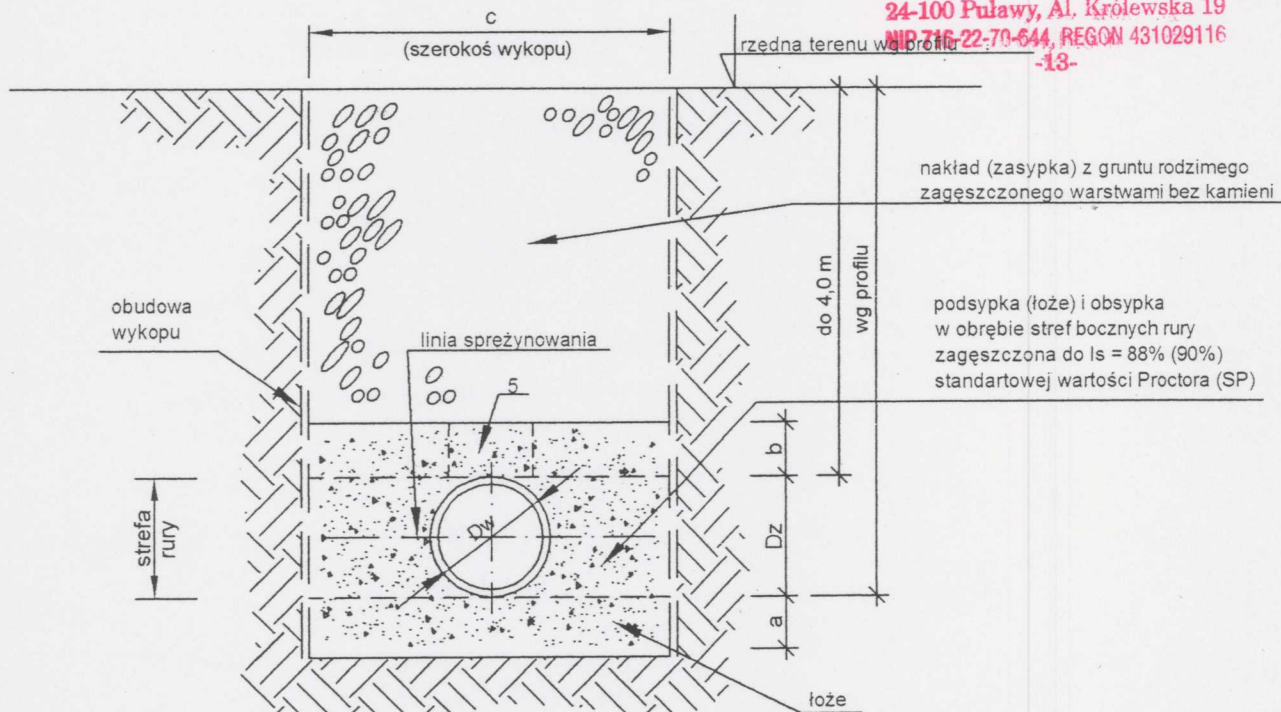 24-100 Puławy, Al. Królewska 19
NIP 716-22-70-644, REGON 431029116
-13-
c
(szerokoś wykopu)
rzędna terenu wg profilu
nakład (zasypka) z gruntu rodzimego
zagęszczonego warstwami bez kamieni
do 4,0 m
wg profilu
obudowa
wykopu
linia spreżynowania
podsypka (łoże) i obsypka
w obrębie stref bocznych rury
zagęszczona do Is = 88% (90%)
standartowej wartości Proctora (SP)
5
b
strefa
rury
Dw
Dz
a
łoże